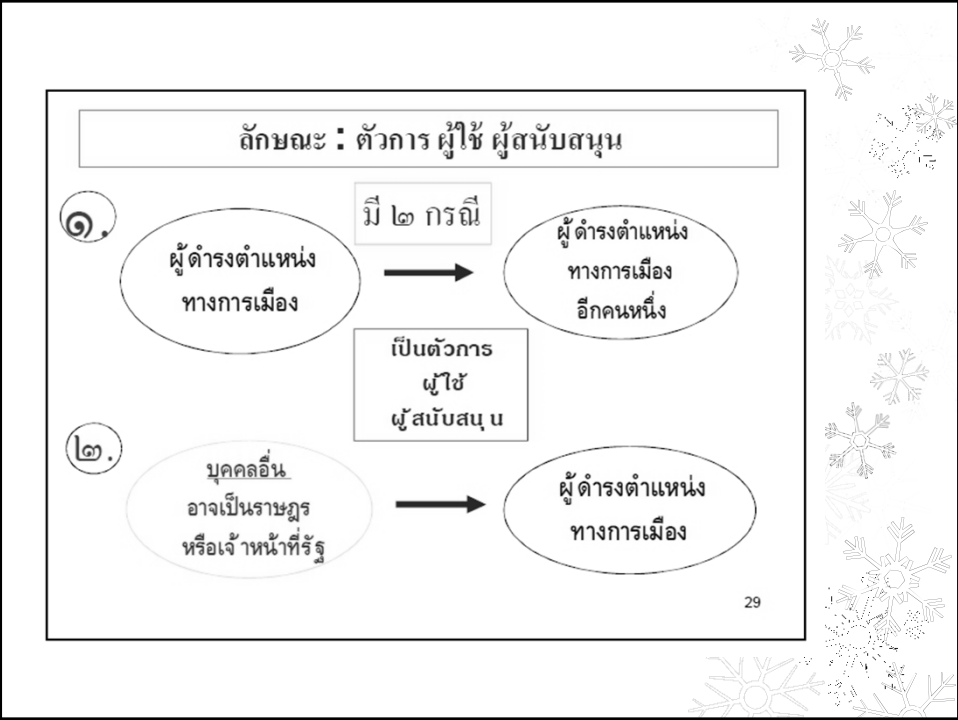 ลักษณะ : ตัวการ ผู้ใช้ ผู้สนับสนุน
มี ๒ กรณี
๑.
ผู้ดำรงตำแหน่ง
ทางการเมือง
ผู้ดำรงตำแหน่ง
ทางการเมือง
อีกคนหนึ่ง
เป็นตัวการ
ผู้ใช้
ผู้สนับสนุน
๒.
บุคคลอื่น
อาจเป็นราษฎร
หรือเจ้าหน้าที่รัฐ
ผู้ดำรงตำแหน่ง
ทางการเมือง
29